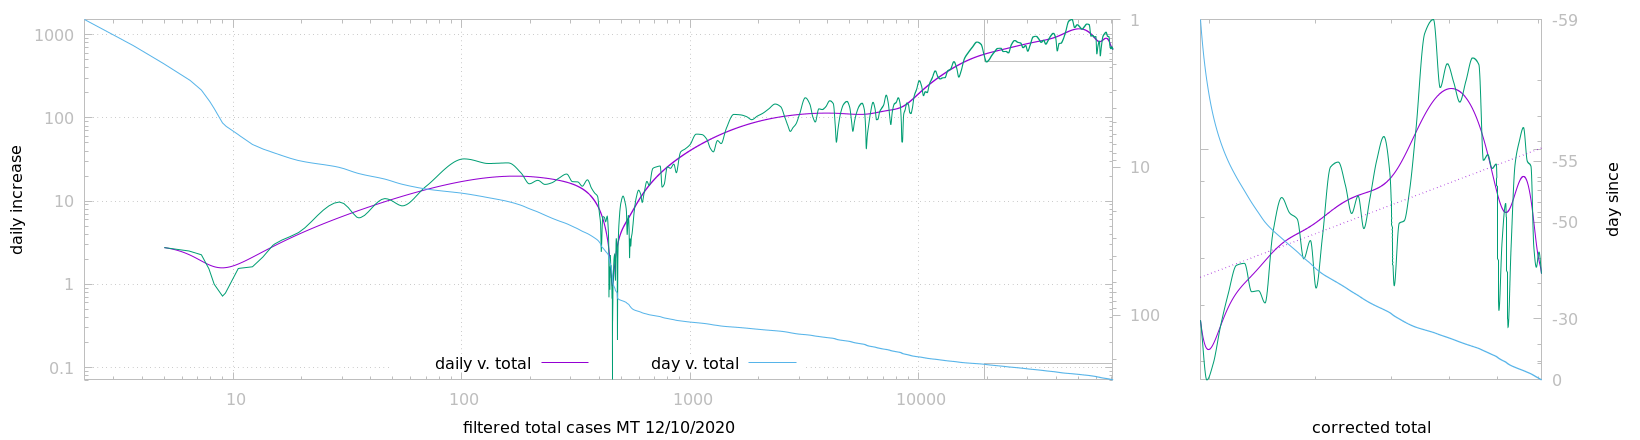 1000
100
10
1
0.1
daily increase
10
100
1000
10000
filtered total cases MT 12/10/2020
daily v. total
day v. total
1
10
100
-59
-55
-50
-30
0
day since
corrected total